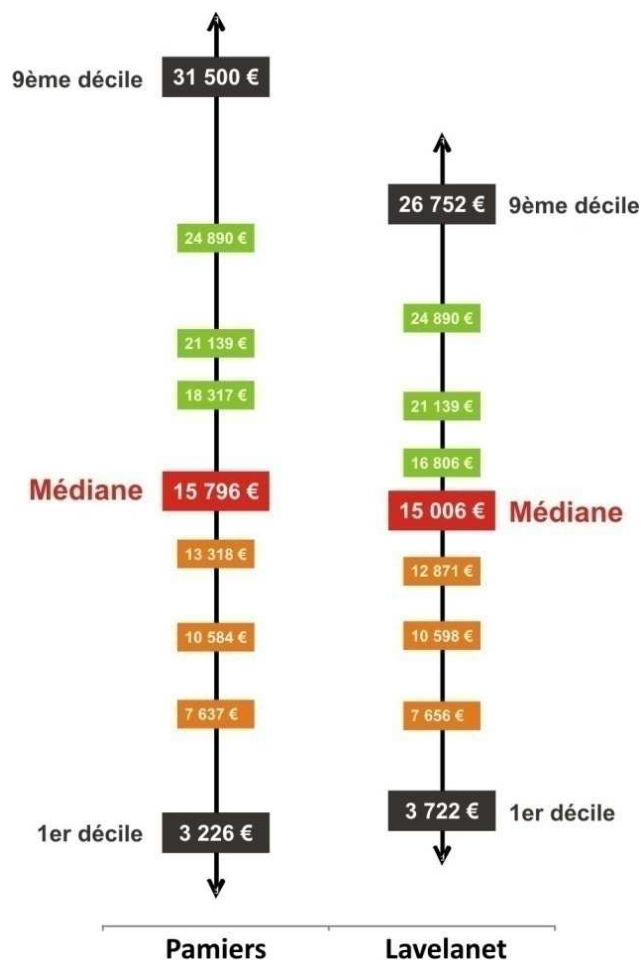 9ème décile 31 500 €
26 752 € 9ème décile
24 890 €
24 890 €
21 139 €
18 317 €
21 139 €
16 806 €
Médiane 15 796 €
15 006 € Médiane
13 318 €
12 871 €
10 584 €
10 598 €
7 637 €
7 656 €
3 722 € 1er décile
1er décile 3 226 €
Pamiers Lavelanet